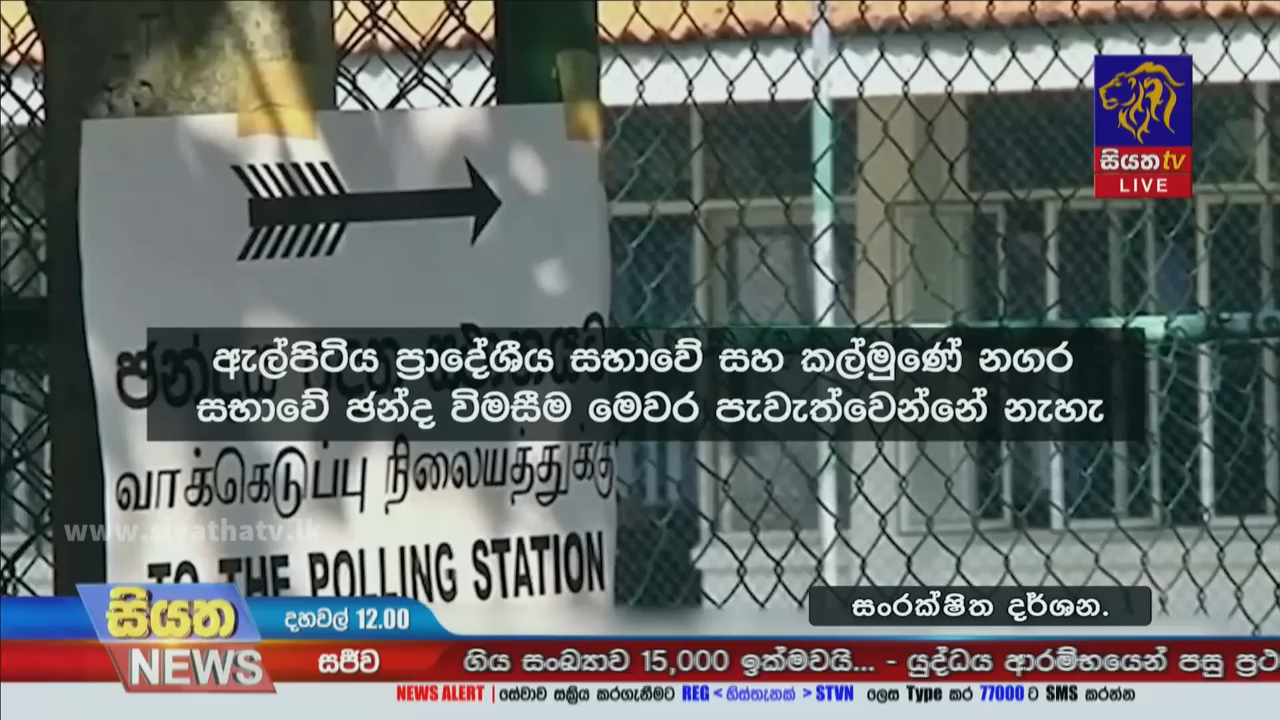 සියත tv
LIVE
ඇල්පිටිය ප්‍රාදේශීය සභාවේ සහ කල්මුණේ නගර
සභාවේ ඡන්ද විමසීම මෙවර පැවැත්වෙන්නේ නැහැ
வாக்கெடுப்பு நிலையத்துக்கு
www.siyathatv.lk
TO THE POLLING STATION
සංරක්ෂිත දර්ශන.
සියත
NEWS
දහවල් 12.00
සජීව
ගිය සංඛ්‍යාව 15,000 ඉක්මවයි... - යුද්ධය ආරම්භයෙන් පසු ප්‍රථ
NEWS ALERT | සේවාව සක්‍රිය කරගැනීමට REG < හිස්තැනක් > STVN ලෙස Type කර 77000 ට SMS කරන්න